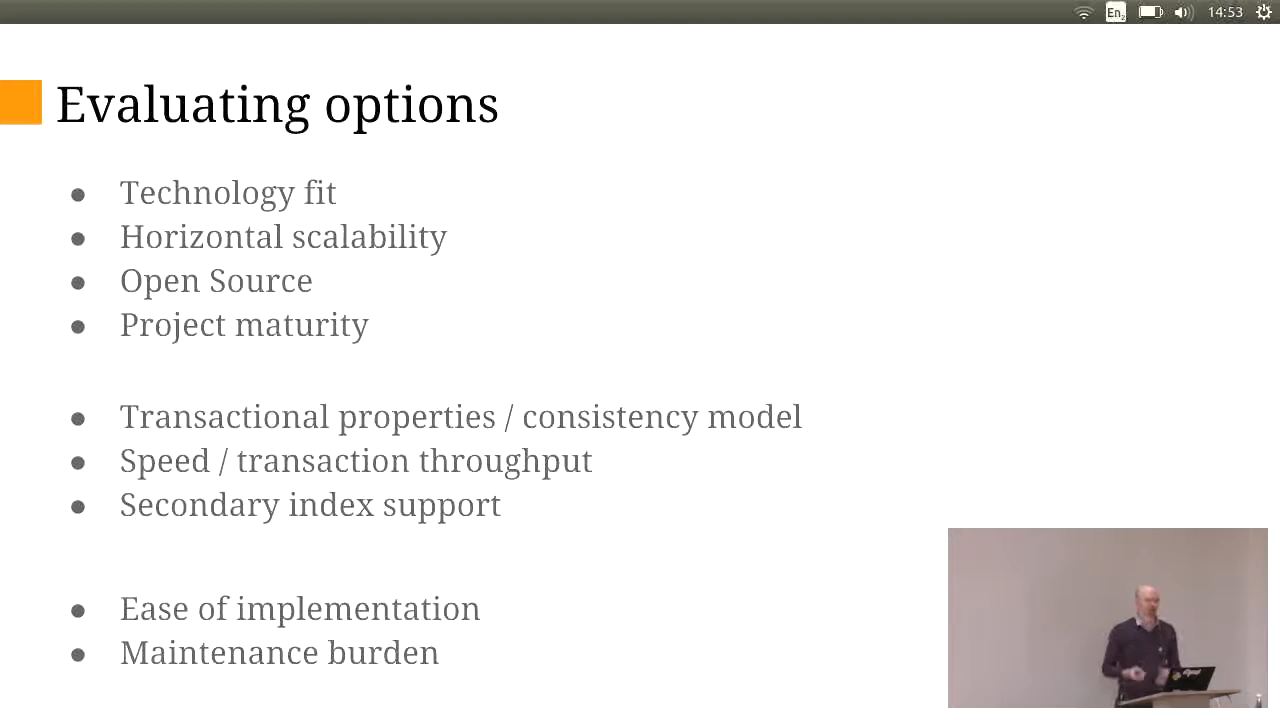 En₂ 14:53
Evaluating options
● Technology fit
● Horizontal scalability
● Open Source
● Project maturity
● Transactional properties / consistency model
● Speed / transaction throughput
● Secondary index support
● Ease of implementation
● Maintenance burden